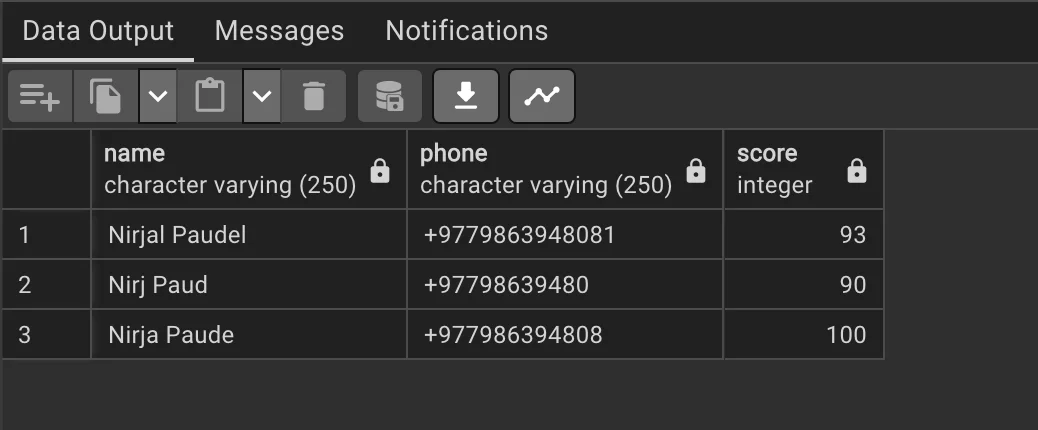 Data Output Messages Notifications
name phone score
character varying (250) character varying (250) integer
1 Nirjal Paudel +9779863948081 93
2 Nirj Paud +97798639480 90
3 Nirja Paude +977986394808 100